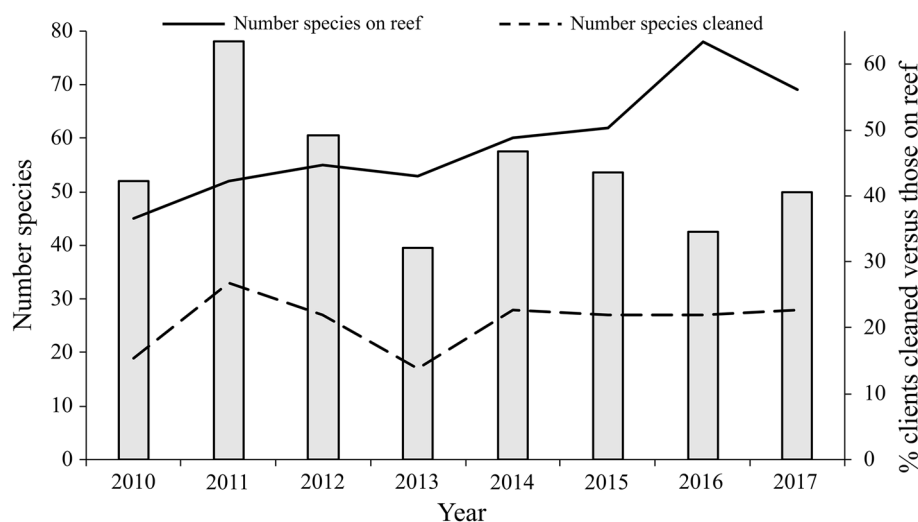 Number species on reef
Number species cleaned
Number species
80
70
60
50
40
30
20
10
0
% clients cleaned versus those on reef
60
50
40
30
20
10
0
2010 2011 2012 2013 2014 2015 2016 2017
Year